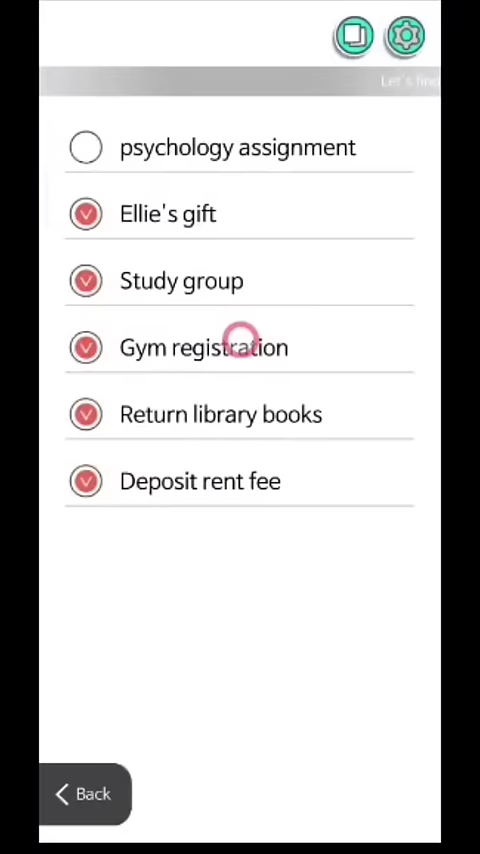 Let's find
psychology assignment
Ellie's gift
Study group
Gym registration
Return library books
Deposit rent fee
Back